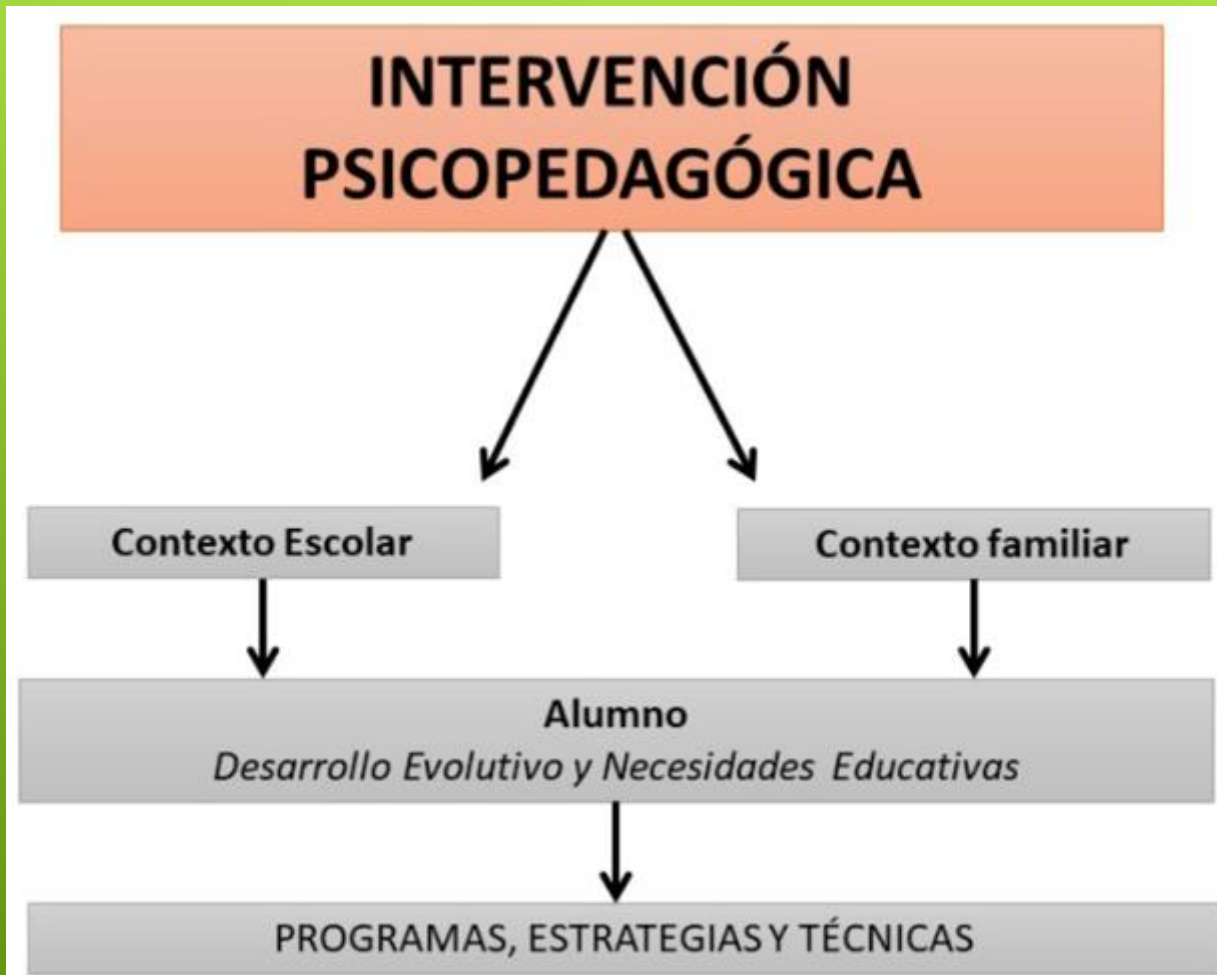 INTERVENCIÓN
PSICOPEDAGÓGICA
Contexto Escolar
Contexto familiar
Alumno
Desarrollo Evolutivo y Necesidades Educativas
PROGRAMAS, ESTRATEGIAS Y TÉCNICAS